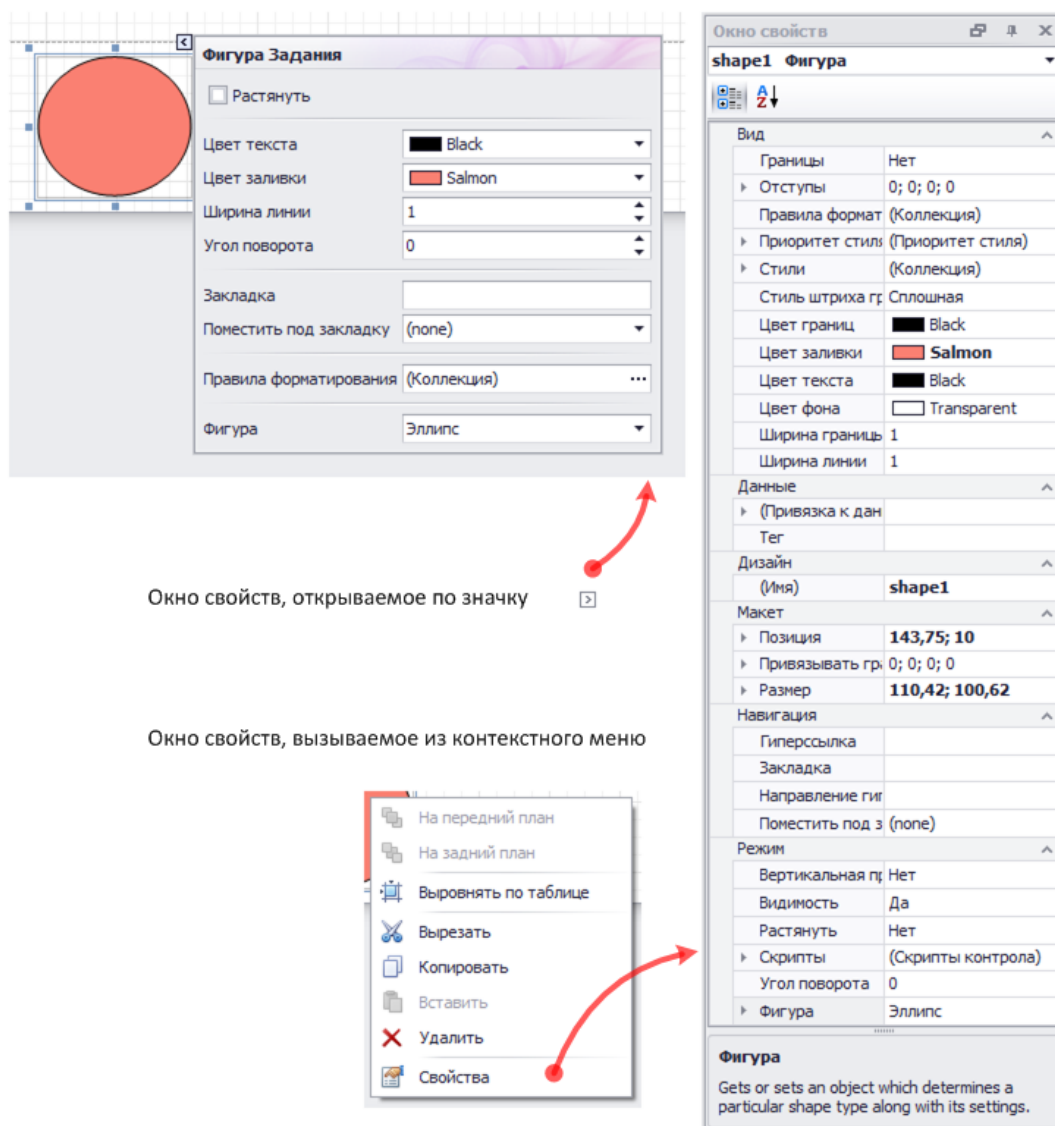 Фигура Задания
Растянуть
Цвет текста Black
Цвет заливки Salmon
Ширина линии 1
Угол поворота 0
Закладка
Поместить под закладку (none)
Правила форматирования (Коллекция) ...
Фигура Эллипс
Окно свойств, открываемое по значку
Окно свойств, вызываемое из контекстного меню
На передний план
На задний план
Выровнять по таблице
Вырезать
Копировать
Вставить
Удалить
Свойства
Окно свойств
shape1 Фигура
Вид
Границы Нет
Отступы 0; 0; 0; 0
Правила формат (Коллекция)
Приоритет стиля (Приоритет стиля)
Стили (Коллекция)
Стиль штриха гр Сплошная
Цвет границ Black
Цвет заливки Salmon
Цвет текста Black
Цвет фона Transparent
Ширина границы 1
Ширина линии 1
Данные
(Привязка к дан
Тег
Дизайн
(Имя) shape1
Макет
Позиция 143,75; 10
Привязывать гра 0; 0; 0; 0
Размер 110,42; 100,62
Навигация
Гиперссылка
Закладка
Направление гип
Поместить под з (none)
Режим
Вертикальная пр Нет
Видимость Да
Растянуть Нет
Скрипты (Скрипты контрола)
Угол поворота 0
Фигура Эллипс
Фигура
Gets or sets an object which determines a
particular shape type along with its settings.